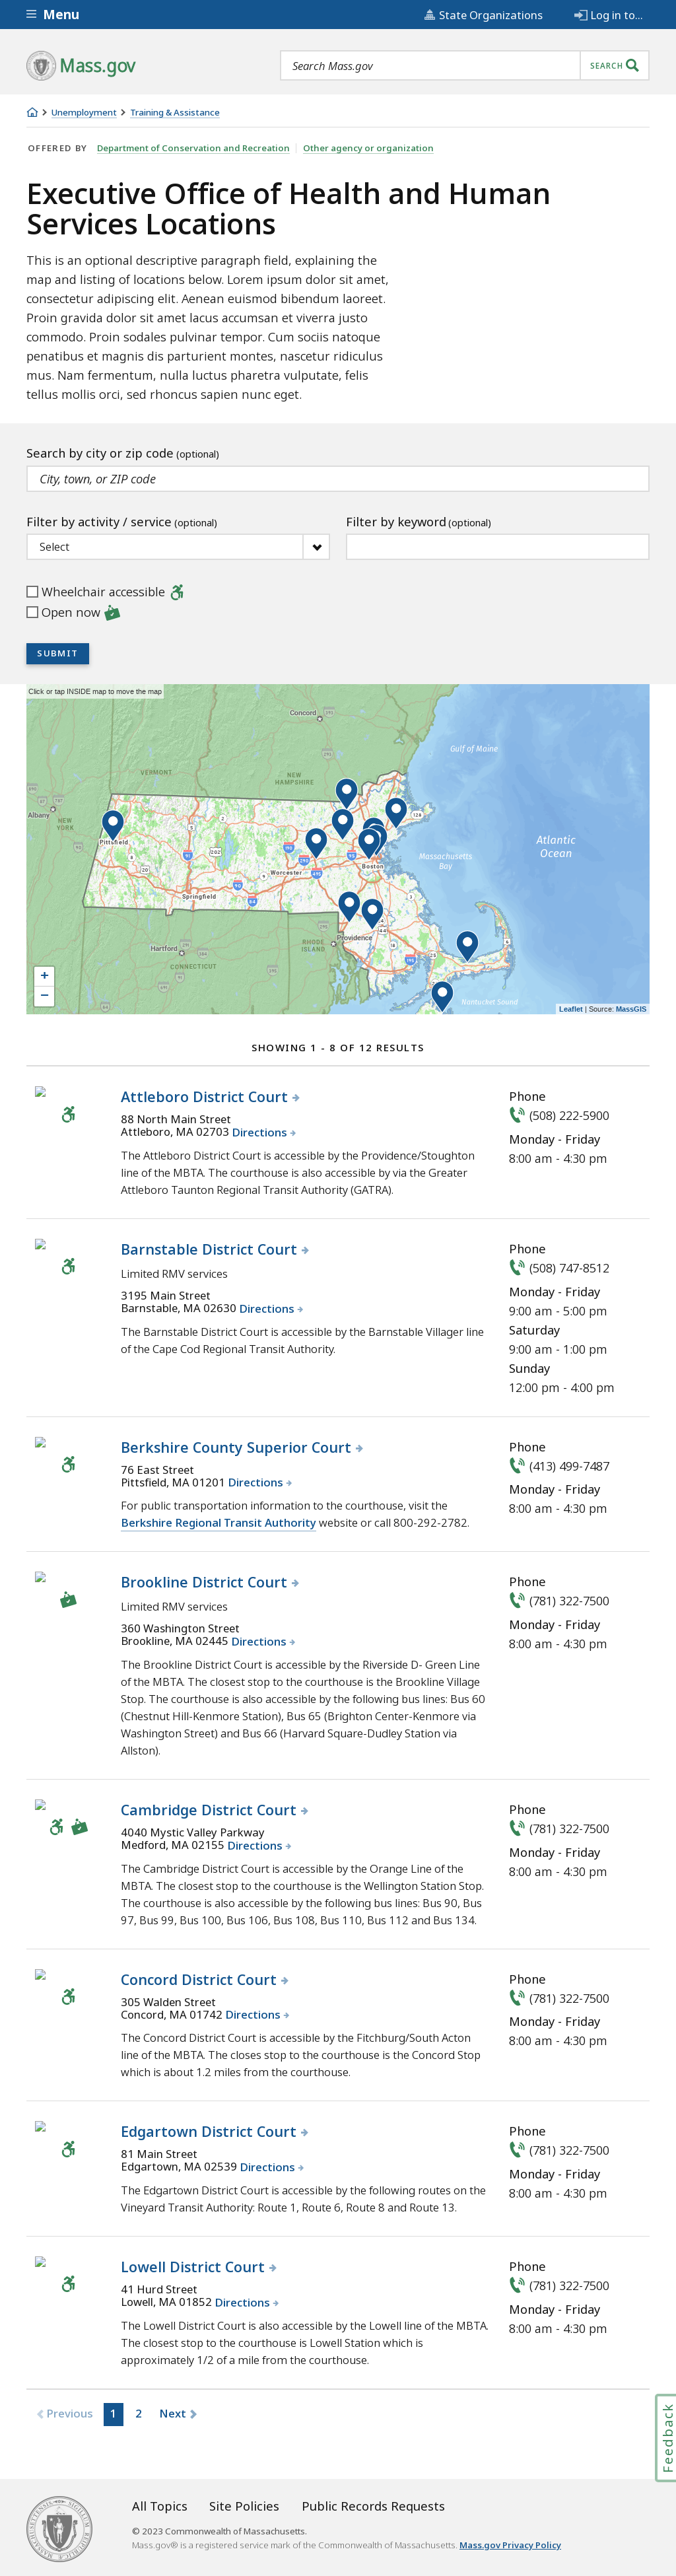 Menu
State Organizations
Log in to...
Mass.gov
Search Mass.gov
SEARCH
Unemployment
Training & Assistance
OFFERED BY
Department of Conservation and Recreation
Other agency or organization
Executive Office of Health and Human
Services Locations
This is an optional descriptive paragraph field, explaining the
map and listing of locations below. Lorem ipsum dolor sit amet,
consectetur adipiscing elit. Aenean euismod bibendum laoreet.
Proin gravida dolor sit amet lacus accumsan et viverra justo
commodo. Proin sodales pulvinar tempor. Cum sociis natoque
penatibus et magnis dis parturient montes, nascetur ridiculus
mus. Nam fermentum, nulla luctus pharetra vulputate, felis
tellus mollis orci, sed rhoncus sapien nunc eget.
Search by city or zip code (optional)
City, town, or ZIP code
Filter by activity / service (optional)
Filter by keyword (optional)
Select
Wheelchair accessible
Open now
SUBMIT
Click or tap INSIDE map to move the map
Concord
Gulf of Maine
VERMONT
NEW
HAMPSHIRE
Albany
NEW
YORK
Pittsfield
Atlantic
Ocean
Massachusetts
Bay
Boston
Worcester
Springfield
Providence
RHODE
ISLAND
Hartford
CONNECTICUT
Nantucket Sound
+
−
Leaflet | Source: MassGIS
SHOWING 1 - 8 OF 12 RESULTS
Attleboro District Court
88 North Main Street
Attleboro, MA 02703 Directions
The Attleboro District Court is accessible by the Providence/Stoughton
line of the MBTA. The courthouse is also accessible by via the Greater
Attleboro Taunton Regional Transit Authority (GATRA).
Phone
(508) 222-5900
Monday - Friday
8:00 am - 4:30 pm
Barnstable District Court
Limited RMV services
3195 Main Street
Barnstable, MA 02630 Directions
The Barnstable District Court is accessible by the Barnstable Villager line
of the Cape Cod Regional Transit Authority.
Phone
(508) 747-8512
Monday - Friday
9:00 am - 5:00 pm
Saturday
9:00 am - 1:00 pm
Sunday
12:00 pm - 4:00 pm
Berkshire County Superior Court
76 East Street
Pittsfield, MA 01201 Directions
For public transportation information to the courthouse, visit the
Berkshire Regional Transit Authority website or call 800-292-2782.
Phone
(413) 499-7487
Monday - Friday
8:00 am - 4:30 pm
Brookline District Court
Limited RMV services
360 Washington Street
Brookline, MA 02445 Directions
The Brookline District Court is accessible by the Riverside D- Green Line
of the MBTA. The closest stop to the courthouse is the Brookline Village
Stop. The courthouse is also accessible by the following bus lines: Bus 60
(Chestnut Hill-Kenmore Station), Bus 65 (Brighton Center-Kenmore via
Washington Street) and Bus 66 (Harvard Square-Dudley Station via
Allston).
Phone
(781) 322-7500
Monday - Friday
8:00 am - 4:30 pm
Cambridge District Court
4040 Mystic Valley Parkway
Medford, MA 02155 Directions
The Cambridge District Court is accessible by the Orange Line of the
MBTA. The closest stop to the courthouse is the Wellington Station Stop.
The courthouse is also accessible by the following bus lines: Bus 90, Bus
97, Bus 99, Bus 100, Bus 106, Bus 108, Bus 110, Bus 112 and Bus 134.
Phone
(781) 322-7500
Monday - Friday
8:00 am - 4:30 pm
Concord District Court
305 Walden Street
Concord, MA 01742 Directions
The Concord District Court is accessible by the Fitchburg/South Acton
line of the MBTA. The closes stop to the courthouse is the Concord Stop
which is about 1.2 miles from the courthouse.
Phone
(781) 322-7500
Monday - Friday
8:00 am - 4:30 pm
Edgartown District Court
81 Main Street
Edgartown, MA 02539 Directions
The Edgartown District Court is accessible by the following routes on the
Vineyard Transit Authority: Route 1, Route 6, Route 8 and Route 13.
Phone
(781) 322-7500
Monday - Friday
8:00 am - 4:30 pm
Lowell District Court
41 Hurd Street
Lowell, MA 01852 Directions
The Lowell District Court is also accessible by the Lowell line of the MBTA.
The closest stop to the courthouse is Lowell Station which is
approximately 1/2 of a mile from the courthouse.
Phone
(781) 322-7500
Monday - Friday
8:00 am - 4:30 pm
Previous
1
2
Next
Feedback
All Topics
Site Policies
Public Records Requests
© 2023 Commonwealth of Massachusetts.
Mass.gov® is a registered service mark of the Commonwealth of Massachusetts. Mass.gov Privacy Policy